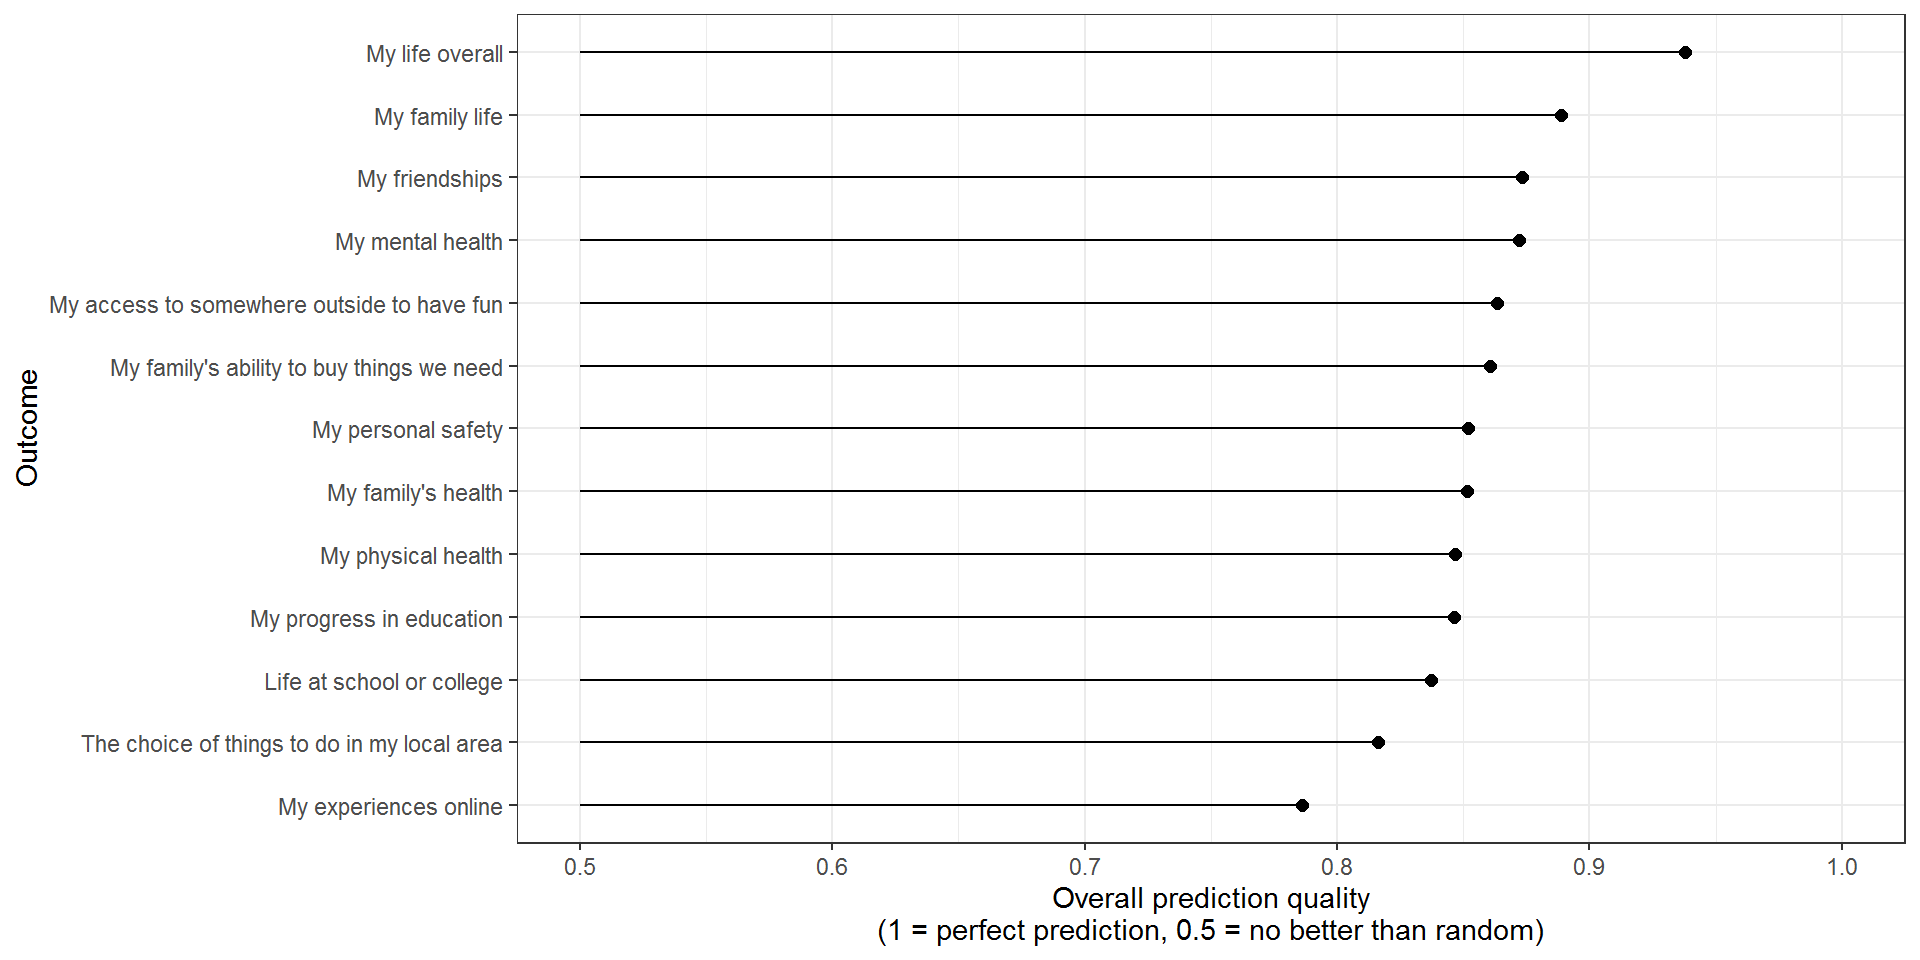 My life overall
My family life
My friendships
My mental health
My access to somewhere outside to have fun
My family's ability to buy things we need
My personal safety
My family's health
My physical health
My progress in education
Life at school or college
The choice of things to do in my local area
My experiences online
Outcome
0.5 0.6 0.7 0.8 0.9 1.0
Overall prediction quality
(1 = perfect prediction, 0.5 = no better than random)